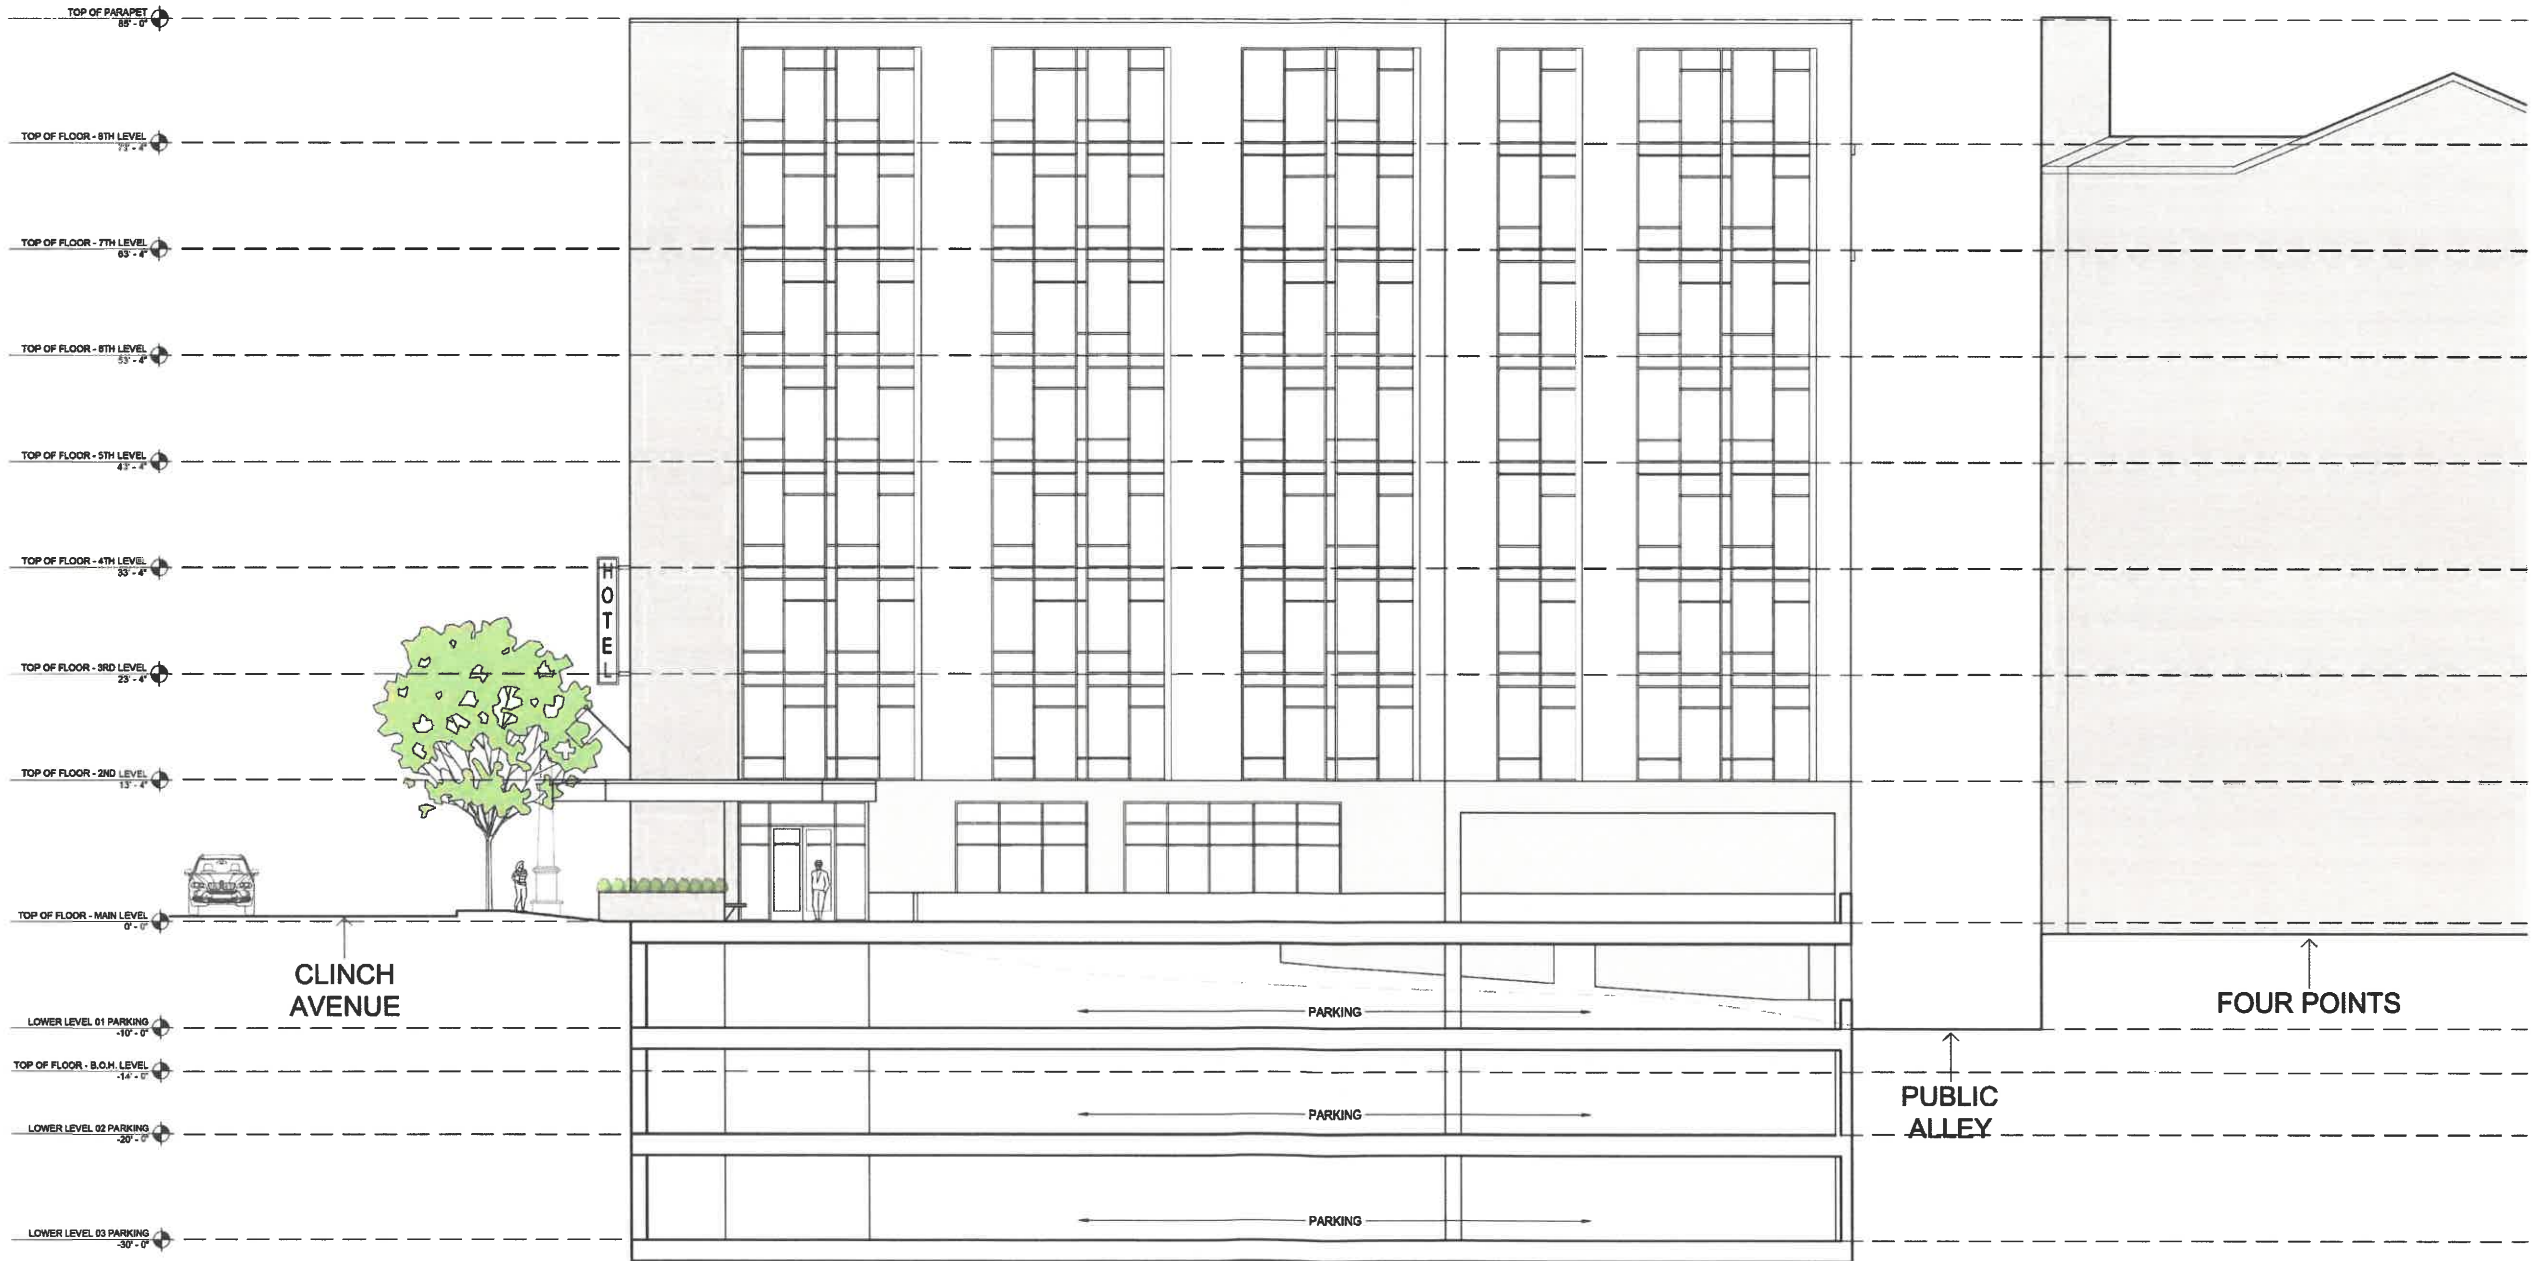 TOP OF PARAPET
85' - 0"
TOP OF FLOOR - 8TH LEVEL
73' - 4"
TOP OF FLOOR - 7TH LEVEL
63' - 4"
TOP OF FLOOR - 6TH LEVEL
53' - 4"
TOP OF FLOOR - 5TH LEVEL
43' - 4"
TOP OF FLOOR - 4TH LEVEL
33' - 4"
HOTEL
TOP OF FLOOR - 3RD LEVEL
23' - 4"
TOP OF FLOOR - 2ND LEVEL
13' - 4"
TOP OF FLOOR - MAIN LEVEL
0' - 0"
CLINCH
AVENUE
FOUR POINTS
LOWER LEVEL 01 PARKING
-10' - 0"
PARKING
TOP OF FLOOR - B.O.H. LEVEL
-14' - 0"
PUBLIC
ALLEY
LOWER LEVEL 02 PARKING
-20' - 0"
PARKING
LOWER LEVEL 03 PARKING
-30' - 0"
PARKING